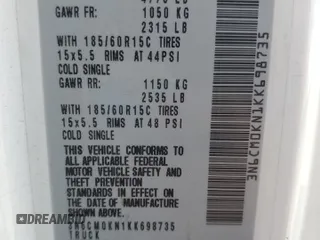 GAWR FR: 1050 KG
2315 LB
WITH 185/60R15C TIRES
15x5.5 RIMS AT 44PSI
COLD SINGLE
GAWR RR: 1150 KG
2535 LB
WITH 185/60R15C TIRES
15x5.5 RIMS AT 48 PSI
COLD SINGLE
THIS VEHICLE CONFORMS TO
ALL APPLICABLE FEDERAL
MOTOR VEHICLE SAFETY AND
THEFT PREVENTION
STANDARDS IN EFFECT ON
THE DATE OF MANUFACTURE
SHOWN ABOVE
3N6CM0KN1KK698735
TRUCK
3N6CM0KN1KK698735
DREAMBID